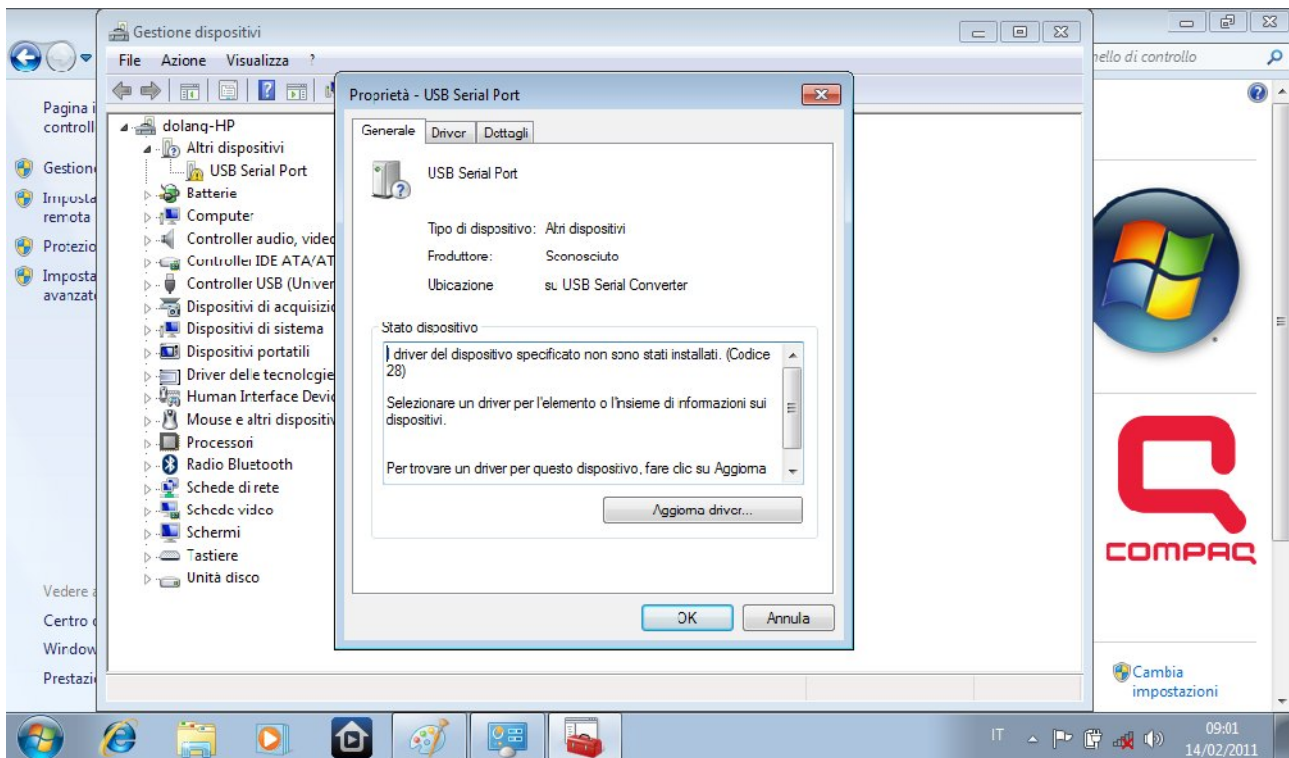 Gestione dispositivi
File Azione Visualizza ?
nello di controllo
Pagina i
controll
Gestion
Imposta
remota
Protezio
Imposta
avanzat
Vedere a
Centro
Window
Prestazi
dolanq-HP
Altri dispositivi
USB Serial Port
Batterie
Computer
Controller audio, video
Controller IDE ATA/AT
Controller USB (Univer
Dispositivi di acquisizio
Dispositivi di sistema
Dispositivi portatili
Driver delle tecnologie
Human Interface Devi
Mouse e altri dispositiv
Processori
Radio Bluetooth
Schede di rete
Schede video
Schermi
Tastiere
Unità disco
Proprietà - USB Serial Port
Generale Driver Dettagli
USB Serial Port
Tipo di dispositivo: Altri dispositivi
Produttore: Sconosciuto
Ubicazione su USB Serial Converter
Stato dispositivo
I driver del dispositivo specificato non sono stati installati. (Codice
28)
Selezionare un driver per l'elemento o l'insieme di informazioni sui
dispositivi.
Per trovare un driver per questo dispositivo, fare clic su Aggiorna
Aggiorna driver...
OK Annulla
COMPAQ
Cambia
impostazioni
IT
09:01
14/02/2011